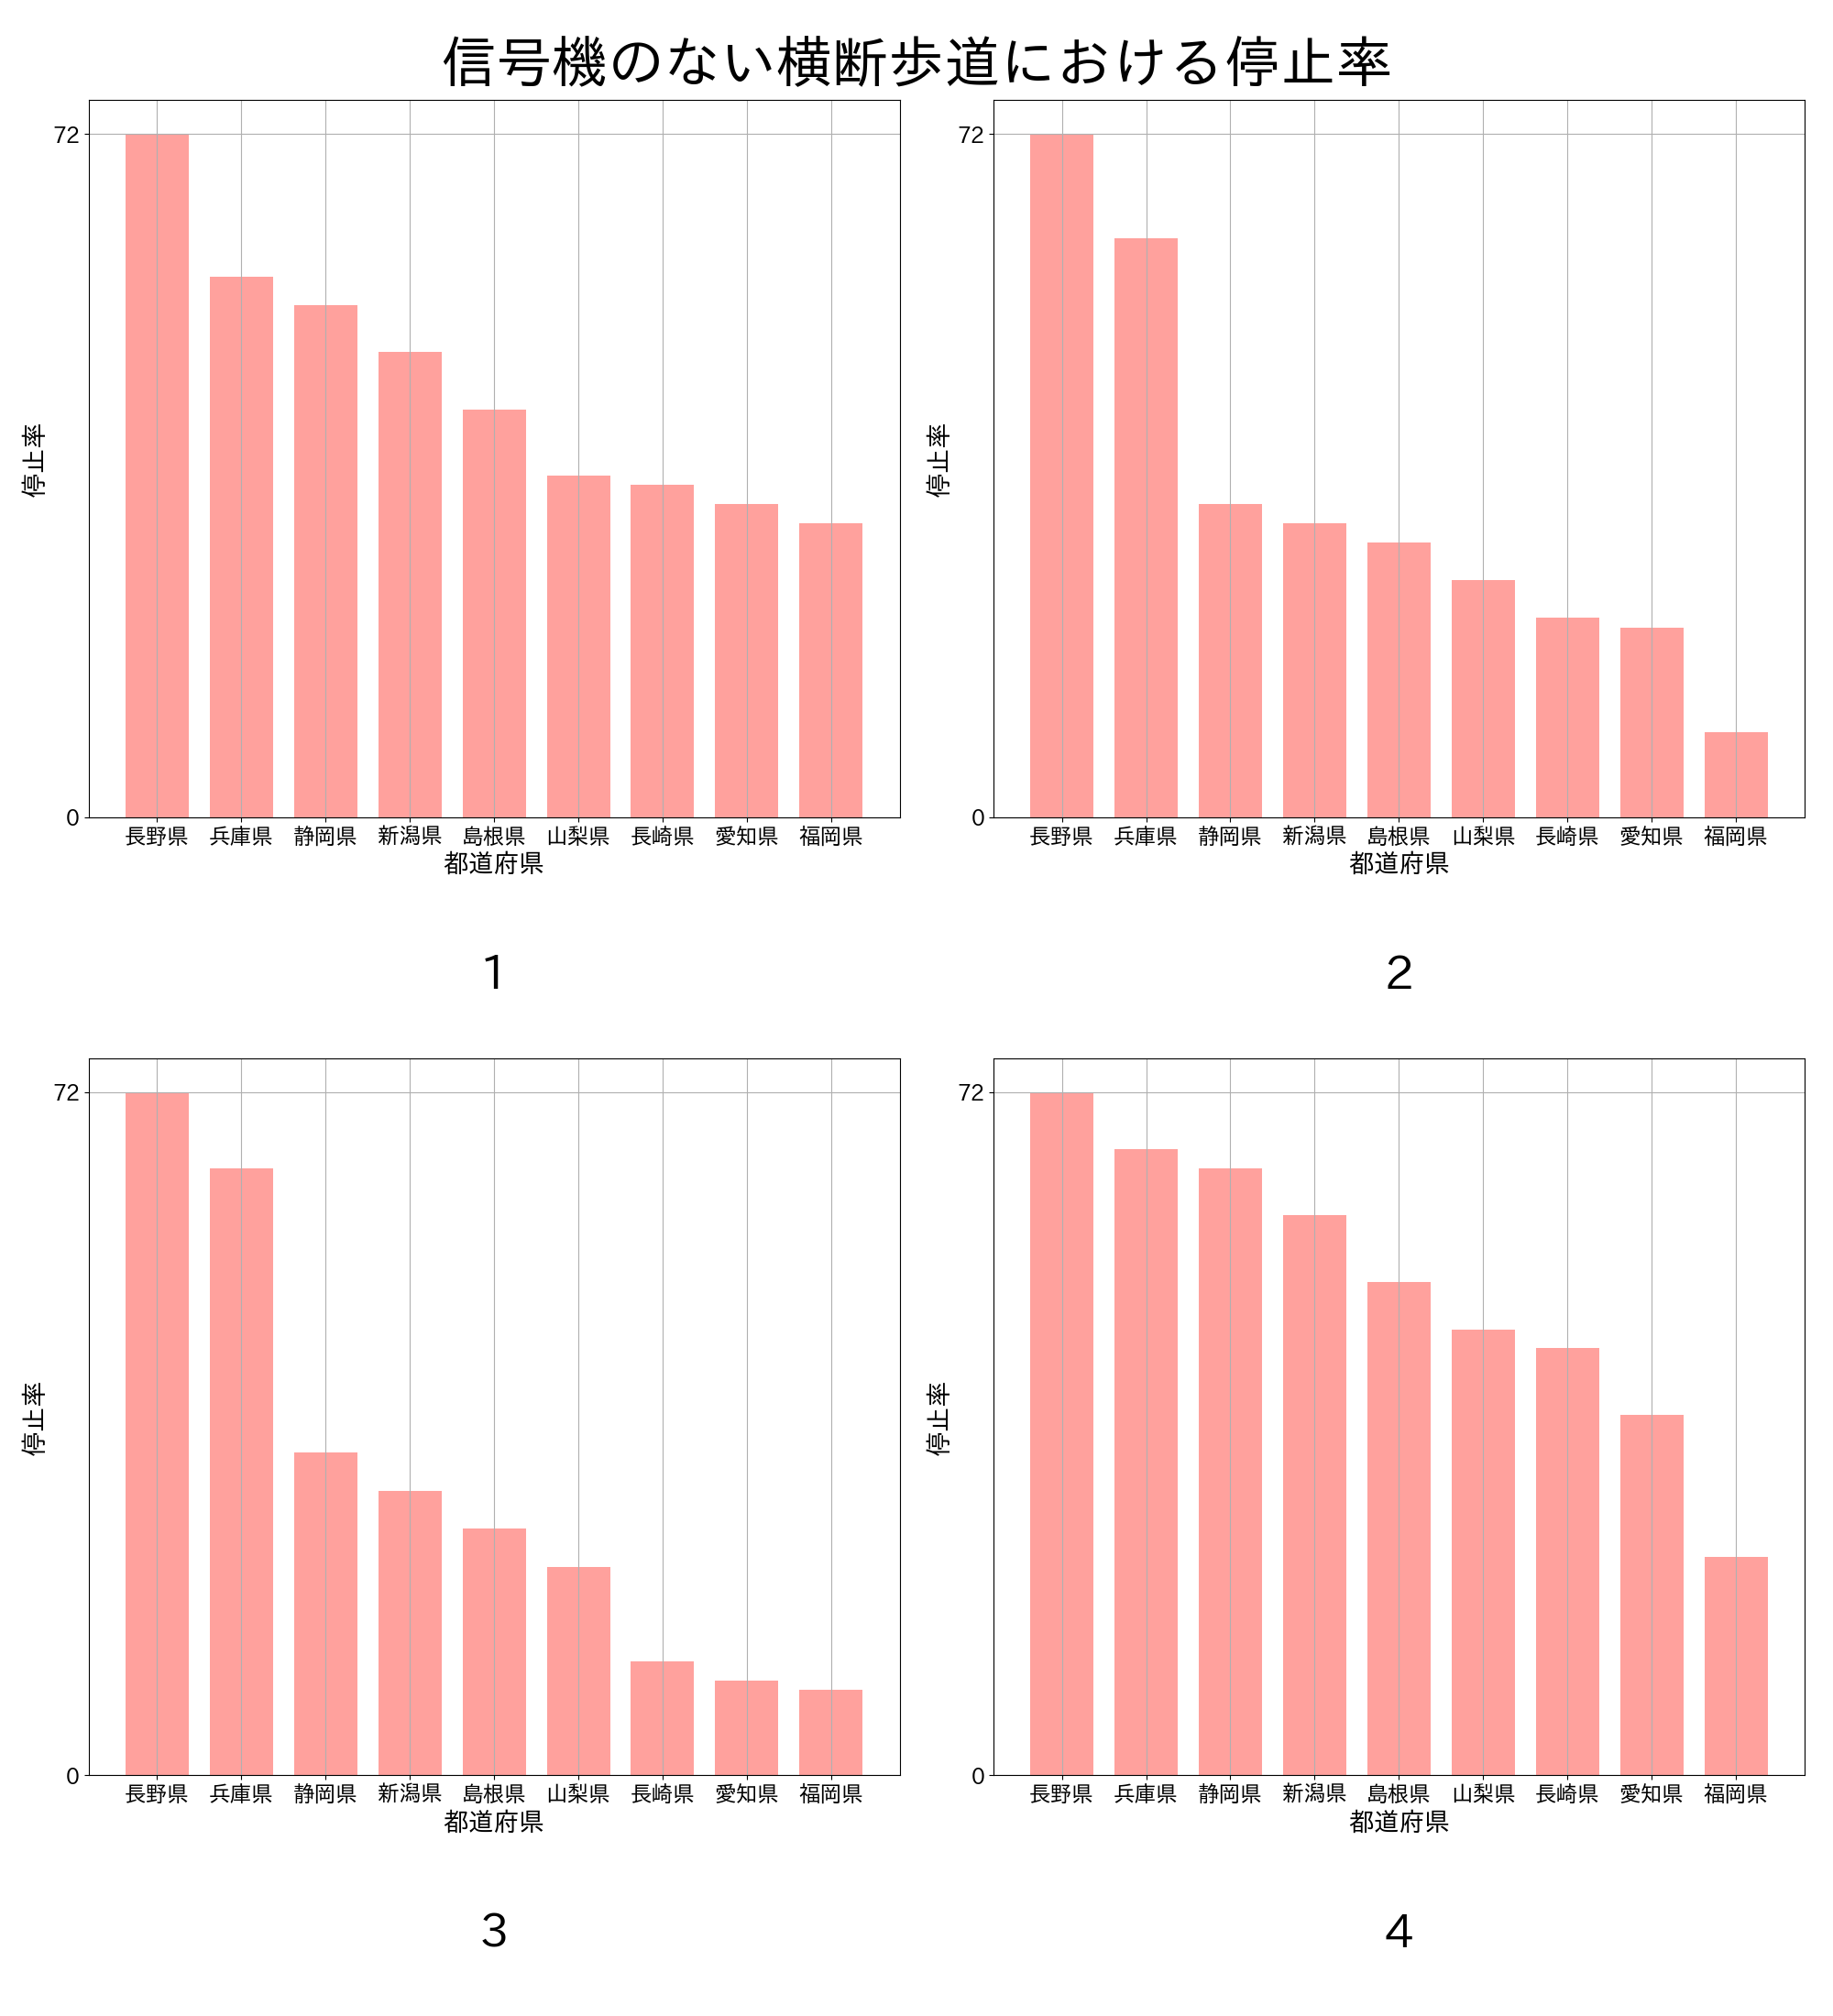 信号機のない横断歩道における停止率
72
0
停止率
長野県 兵庫県 静岡県 新潟県 島根県 山梨県 長崎県 愛知県 福岡県
都道府県
1
72
0
停止率
長野県 兵庫県 静岡県 新潟県 島根県 山梨県 長崎県 愛知県 福岡県
都道府県
2
72
0
停止率
長野県 兵庫県 静岡県 新潟県 島根県 山梨県 長崎県 愛知県 福岡県
都道府県
3
72
0
停止率
長野県 兵庫県 静岡県 新潟県 島根県 山梨県 長崎県 愛知県 福岡県
都道府県
4